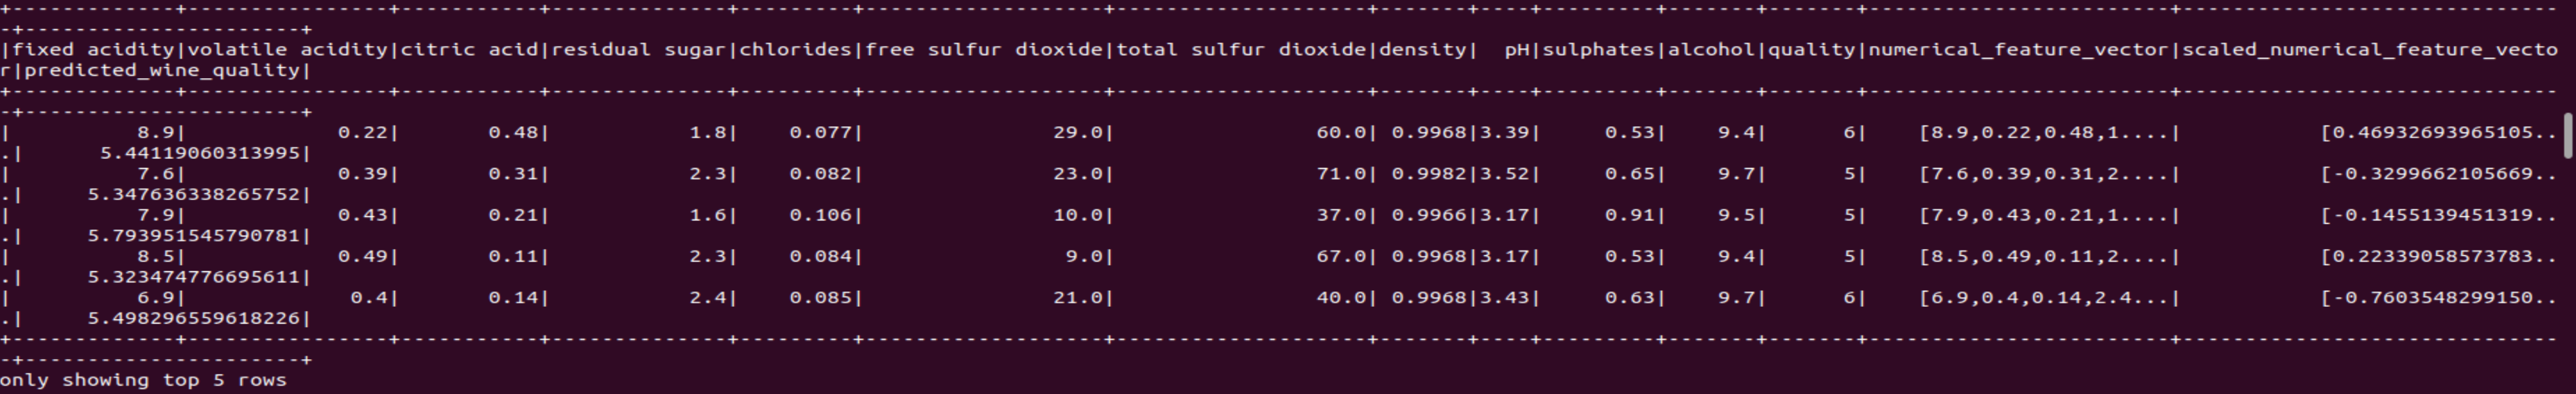 +--------------+----------------+-----------+--------------+---------+-------------------+--------------------+-------+----+---------+-------+-------+------------------------+------------------------------
-+----------------------+
|fixed acidity|volatile acidity|citric acid|residual sugar|chlorides|free sulfur dioxide|total sulfur dioxide|density|  pH|sulphates|alcohol|quality|numerical_feature_vector|scaled_numerical_feature_vecto
r|predicted_wine_quality|
+-------------+----------------+-----------+--------------+---------+-------------------+--------------------+-------+----+---------+-------+-------+------------------------+------------------------------
-+----------------------+
|          8.9|            0.22|       0.48|           1.8|    0.077|               29.0|                60.0| 0.9968|3.39|     0.53|    9.4|      6|    [8.9,0.22,0.48,1....|           [0.46932693965105..
.|      5.44119060313995|
|          7.6|            0.39|       0.31|           2.3|    0.082|               23.0|                71.0| 0.9982|3.52|     0.65|    9.7|      5|    [7.6,0.39,0.31,2....|           [-0.3299662105669..
.|     5.347636338265752|
|          7.9|            0.43|       0.21|           1.6|    0.106|               10.0|                37.0| 0.9966|3.17|     0.91|    9.5|      5|    [7.9,0.43,0.21,1....|           [-0.1455139451319..
.|     5.793951545790781|
|          8.5|            0.49|       0.11|           2.3|    0.084|                9.0|                67.0| 0.9968|3.17|     0.53|    9.4|      5|    [8.5,0.49,0.11,2....|           [0.22339058573783..
.|     5.323474776695611|
|          6.9|             0.4|       0.14|           2.4|    0.085|               21.0|                40.0| 0.9968|3.43|     0.63|    9.7|      6|    [6.9,0.4,0.14,2.4...|           [-0.7603548299150..
.|     5.498296559618226|
+-------------+----------------+-----------+--------------+---------+-------------------+--------------------+-------+----+---------+-------+-------+------------------------+------------------------------
-+----------------------+
only showing top 5 rows